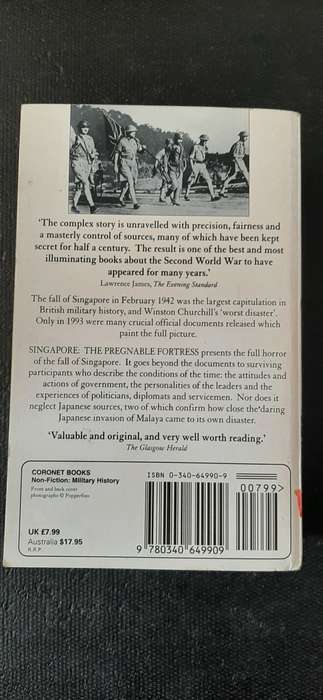 'The complex story is unravelled with precision, fairness and
a masterly control of sources, many of which have been kept
secret for half a century. The result is one of the best and most
illuminating books about the Second World War to have
appeared for many years.'
Lawrence James, The Evening Standard
The fall of Singapore in February 1942 was the largest capitulation in
British military history, and Winston Churchill's 'worst disaster'.
Only in 1993 were many crucial official documents released which
paint the full picture.
SINGAPORE: THE PREGNABLE FORTRESS presents the full horror
of the fall of Singapore. It goes beyond the documents to surviving
participants who describe the conditions of the time: the attitudes and
actions of government, the personalities of the leaders and the
experiences of politicians, diplomats and servicemen. Nor does it
neglect Japanese sources, two of which confirm how close the daring
Japanese invasion of Malaya came to its own disaster.
'Valuable and original, and very well worth reading.'
The Glasgow Herald
CORONET BOOKS
Non-Fiction: Military History
Front and back cover
photographs © Popperfoto
UK £7.99
Australia $17.95
R.R.P.
ISBN 0-340-64990-9
00799>
9 780340 649909